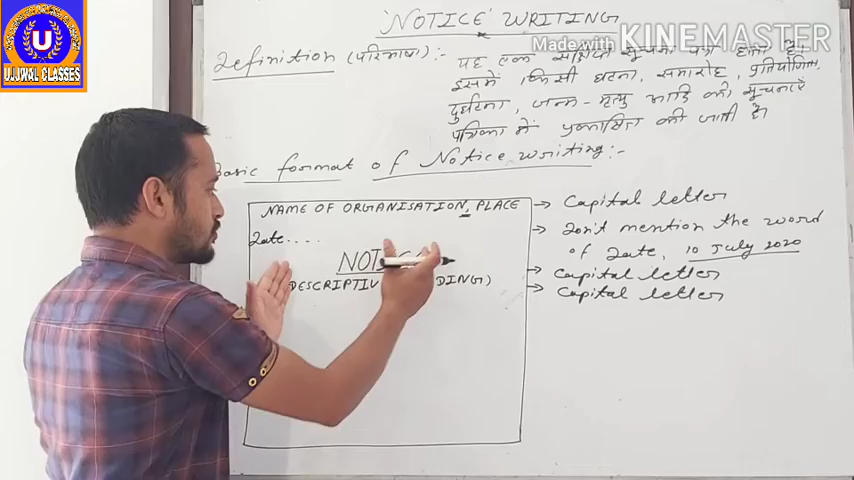 'NOTICE' WRITING
Made with KINEMASTER
UJJWAL CLASSES
Definition (परिभाषा) :- यह एक संक्षिप्त सूचना पत्र होता है।
इसमें किसी घटना, समारोह, प्रतियोगिता,
दुर्घटना, जन्म - मृत्यु आदि की सूचनाएँ
पत्रिका में प्रकाशित की जाती है।
Basic format of Notice writing:-
NAME OF ORGANISATION, PLACE → Capital letter
Date.... → Don't mention the word
of Date, 10 July 2020
→ Capital letter
→ Capital letter